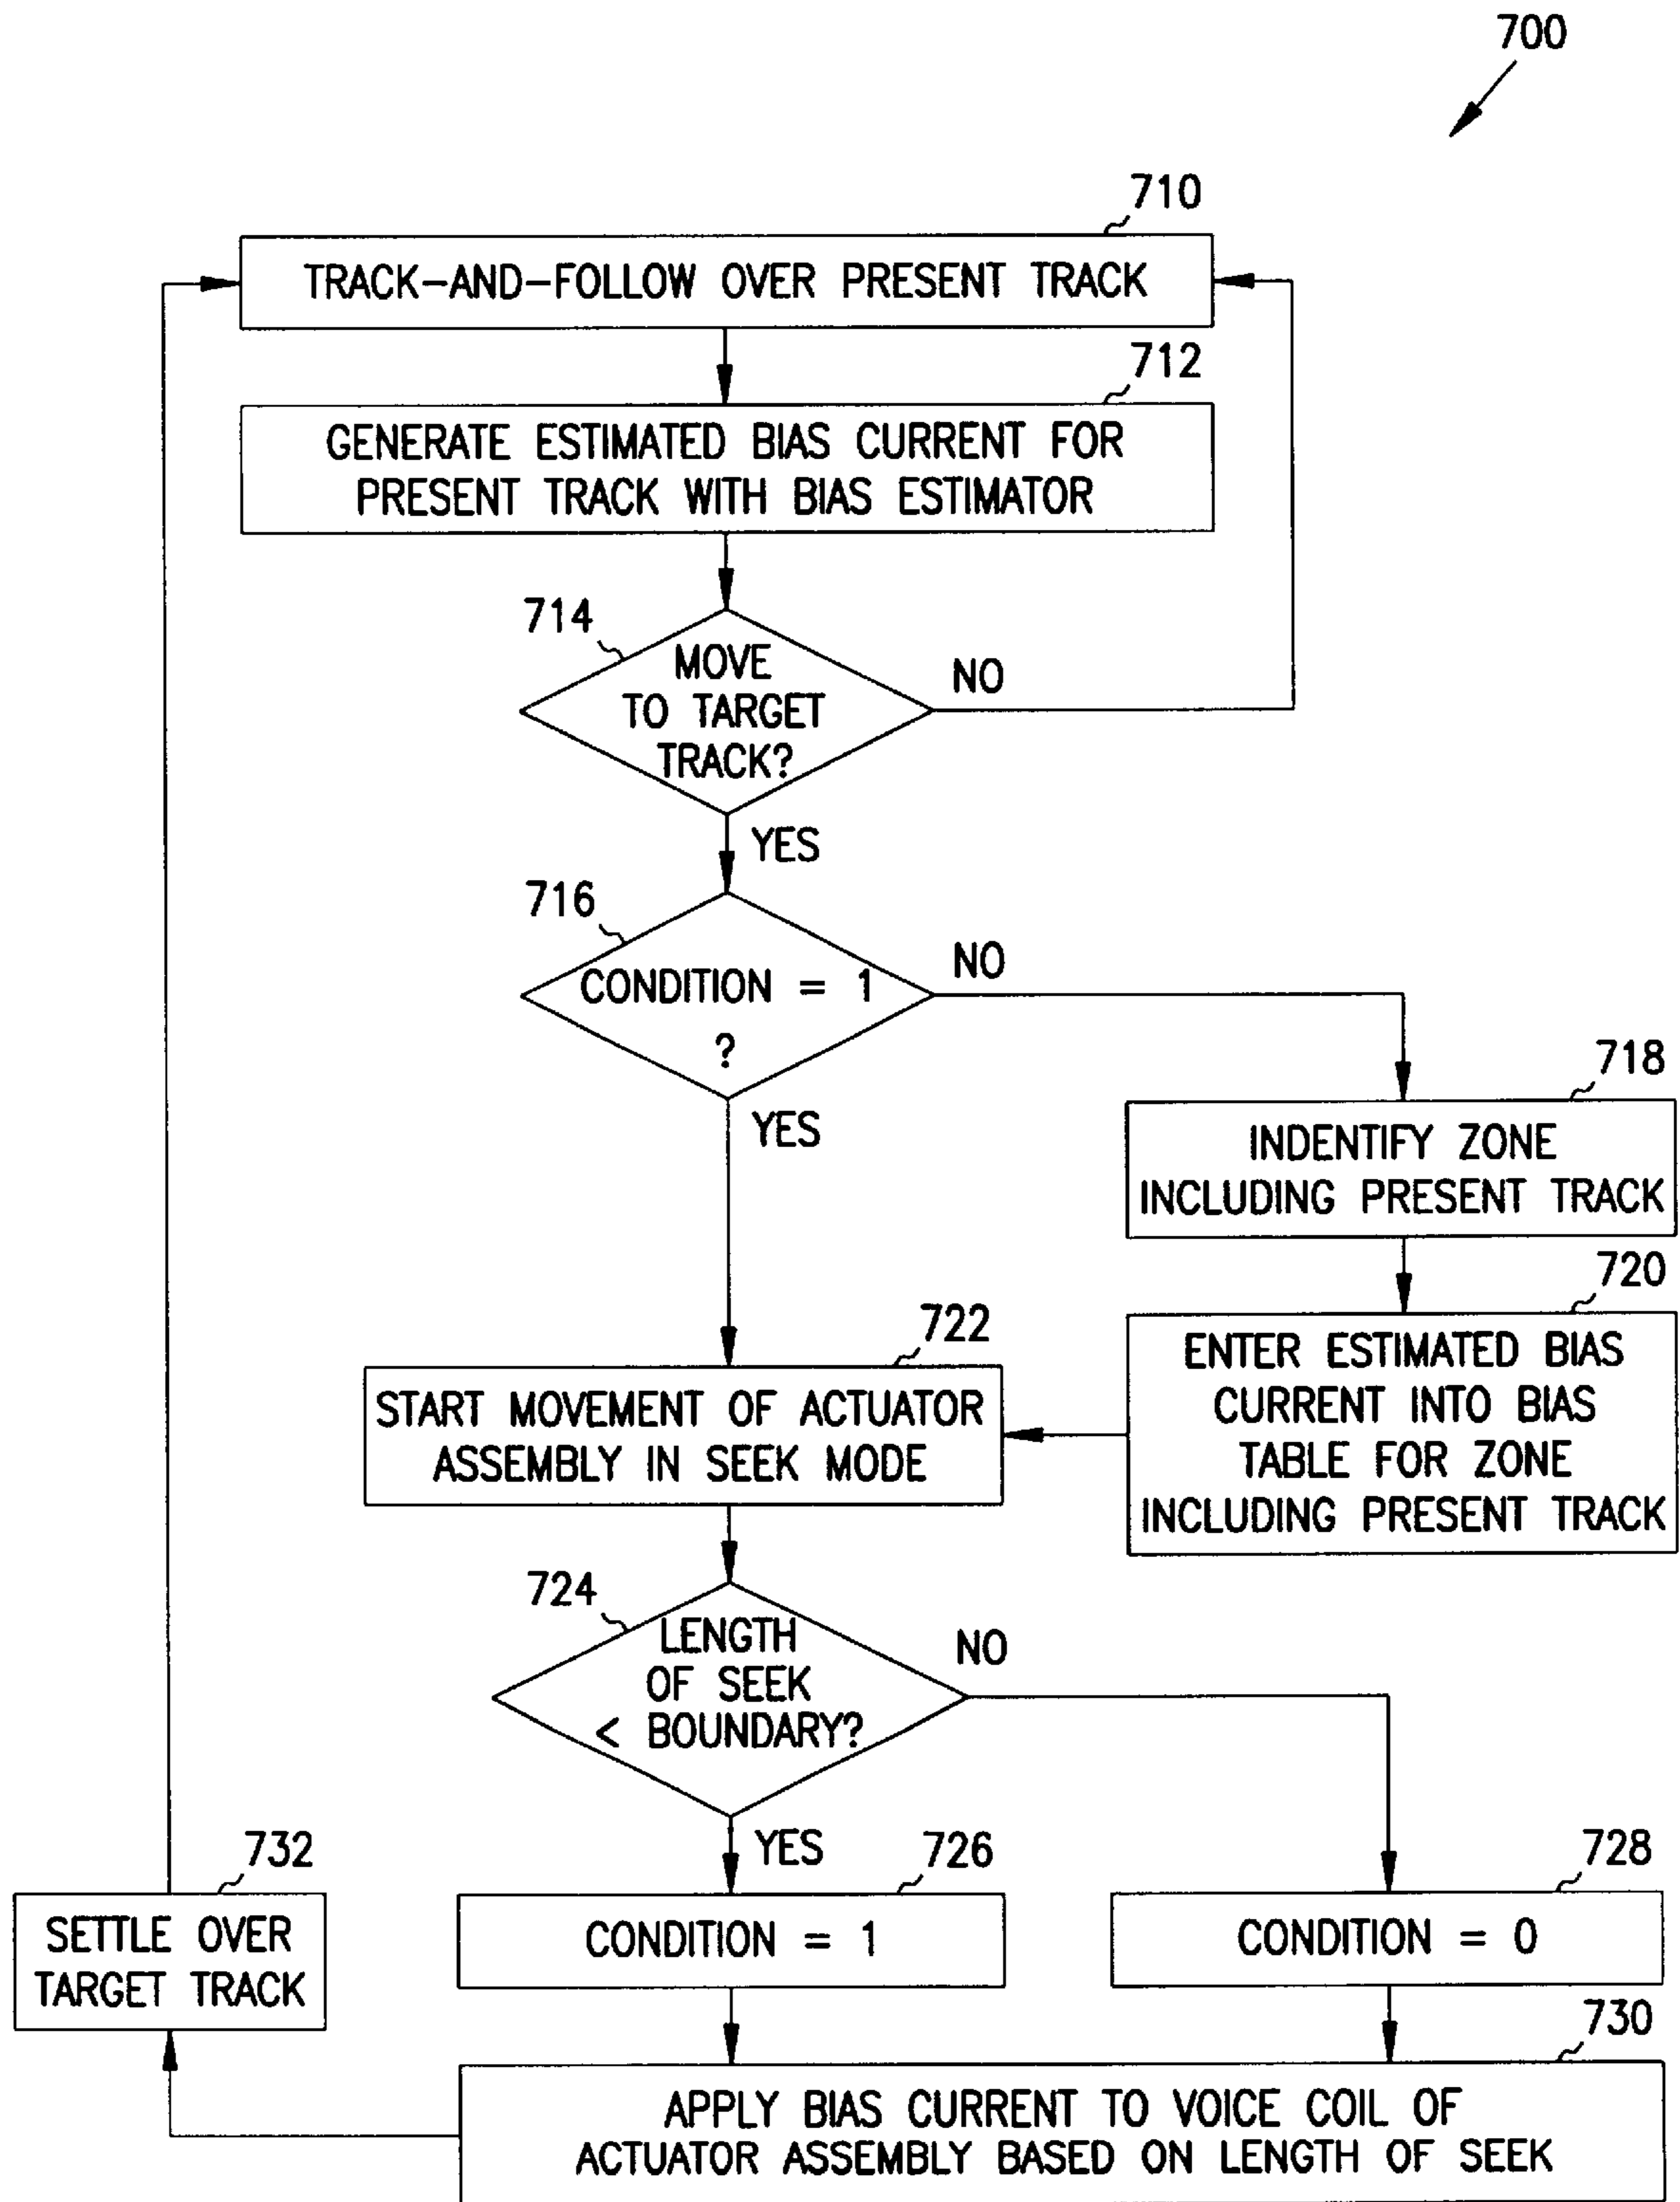 700
710
TRACK-AND-FOLLOW OVER PRESENT TRACK
712
GENERATE ESTIMATED BIAS CURRENT FOR
PRESENT TRACK WITH BIAS ESTIMATOR
714
MOVE
TO TARGET
TRACK?
NO
YES
716
CONDITION = 1
?
NO
YES
718
INDENTIFY ZONE
INCLUDING PRESENT TRACK
720
ENTER ESTIMATED BIAS
CURRENT INTO BIAS
TABLE FOR ZONE
INCLUDING PRESENT TRACK
722
START MOVEMENT OF ACTUATOR
ASSEMBLY IN SEEK MODE
724
LENGTH
OF SEEK
< BOUNDARY?
NO
YES
726
CONDITION = 1
728
CONDITION = 0
730
APPLY BIAS CURRENT TO VOICE COIL OF
ACTUATOR ASSEMBLY BASED ON LENGTH OF SEEK
732
SETTLE OVER
TARGET TRACK